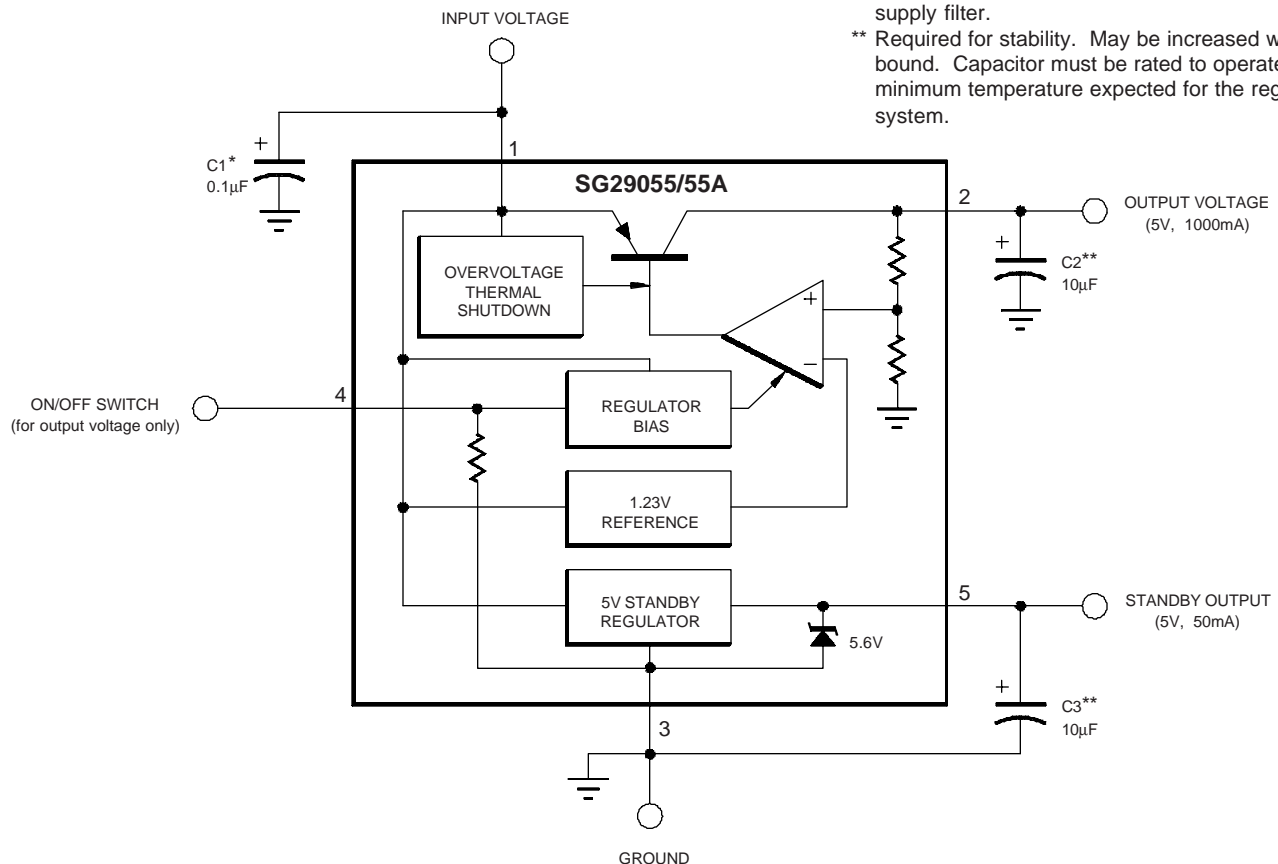 supply filter.
** Required for stability. May be increased w
bound. Capacitor must be rated to operate
minimum temperature expected for the reg
system.
INPUT VOLTAGE
C1*
0.1µF
+
1
SG29055/55A
2
OUTPUT VOLTAGE
(5V, 1000mA)
+
C2**
10µF
OVERVOLTAGE
THERMAL
SHUTDOWN
+
−
ON/OFF SWITCH
(for output voltage only)
4
REGULATOR
BIAS
1.23V
REFERENCE
5V STANDBY
REGULATOR
5.6V
5
STANDBY OUTPUT
(5V, 50mA)
+
C3**
10µF
3
GROUND